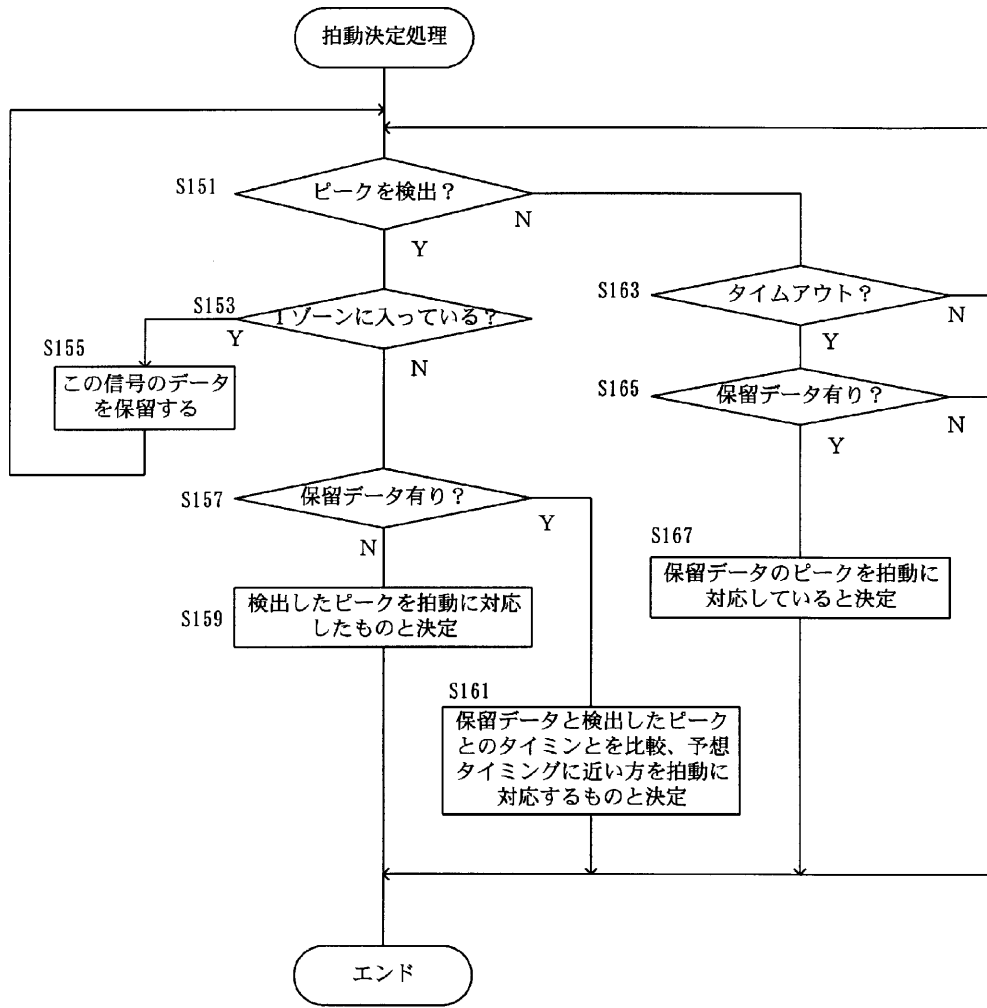 拍動決定処理
S151
ピークを検出？
N
Y
S163
タイムアウト？
N
Y
S153
Iゾーンに入っている？
Y
N
S155
この信号のデータ
を保留する
S165
保留データ有り？
N
Y
S157
保留データ有り？
Y
N
S167
保留データのピークを拍動に
対応していると決定
S159
検出したピークを拍動に対応
したものと決定
S161
保留データと検出したピーク
とのタイミンとを比較、予想
タイミングに近い方を拍動に
対応するものと決定
エンド